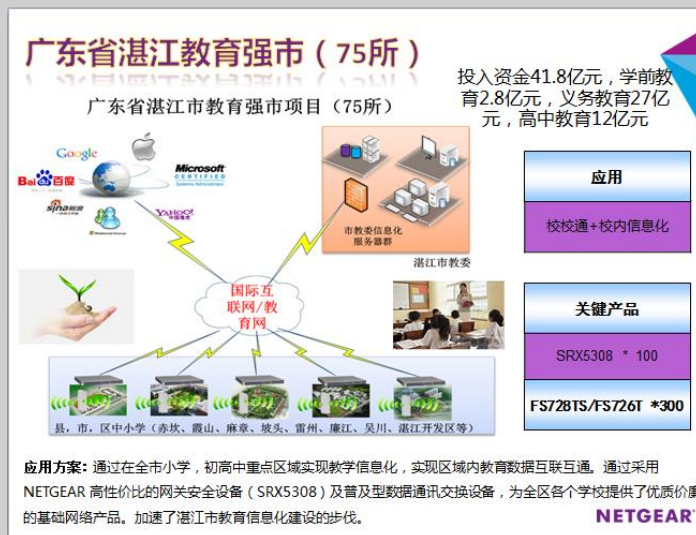 广东省湛江教育强市（75所）
投入资金41.8亿元，学前教
育2.8亿元，义务教育27亿
元，高中教育12亿元
广东省湛江市教育强市项目（75所）
Google
Microsoft
CERTIFIED
Systems Administrator
Bai百度
sina
YAHOO!
市教委信息化
服务器群
湛江市教委
应用
校校通+校内信息化
国际互
联网/教
育网
关键产品
SRX5308 * 100
FS728TS/FS726T *300
县，市，区中小学（赤坎、霞山、麻章、坡头、雷州、廉江、吴川、湛江开发区等）
应用方案：通过在全市小学，初高中重点区域实现教学信息化，实现区域内教育数据互联互通。通过采用
NETGEAR 高性价比的网关安全设备（SRX5308）及普及型数据通讯交换设备，为全区各个学校提供了优质价廉
的基础网络产品。加速了湛江市教育信息化建设的步伐。
NETGEAR